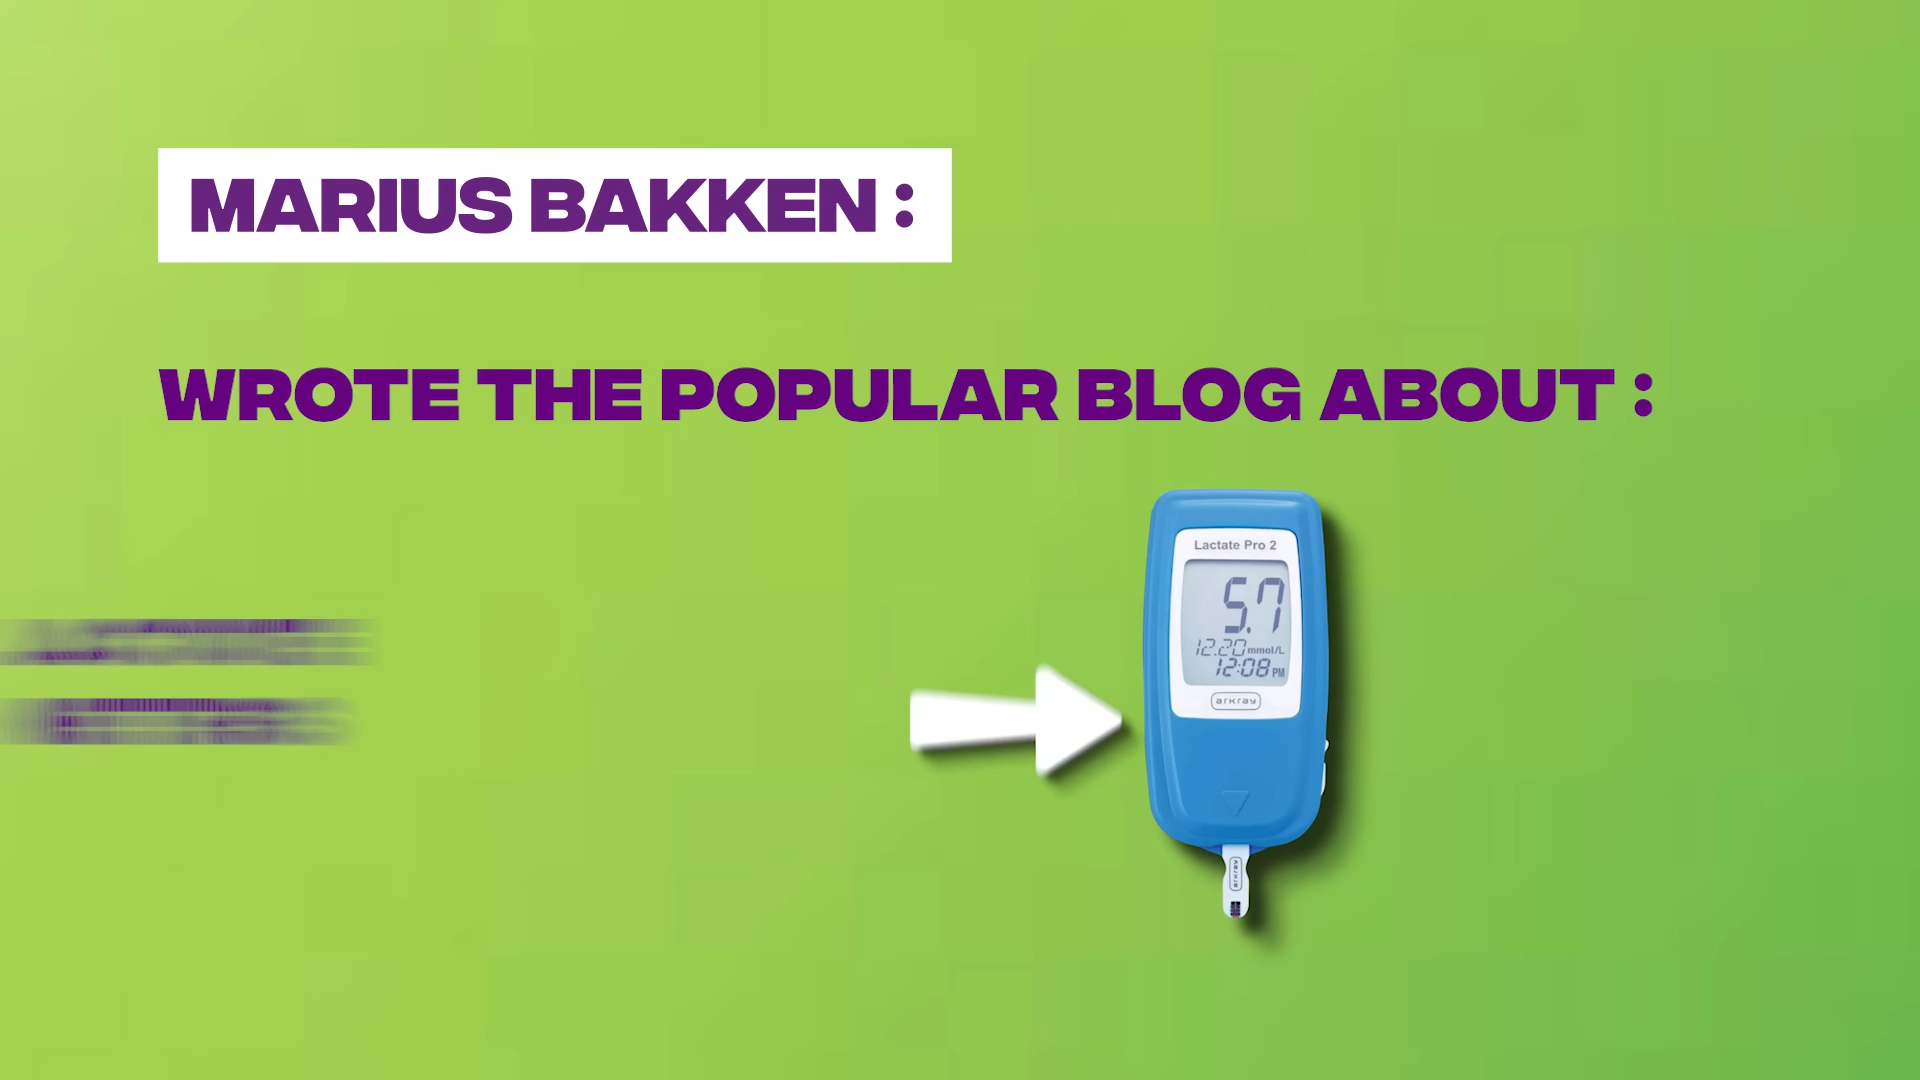 MARIUS BAKKEN :
WROTE THE POPULAR BLOG ABOUT :
Lactate Pro 2
5.7
12.20 mmol/L
12:08 PM
arkray
arkray